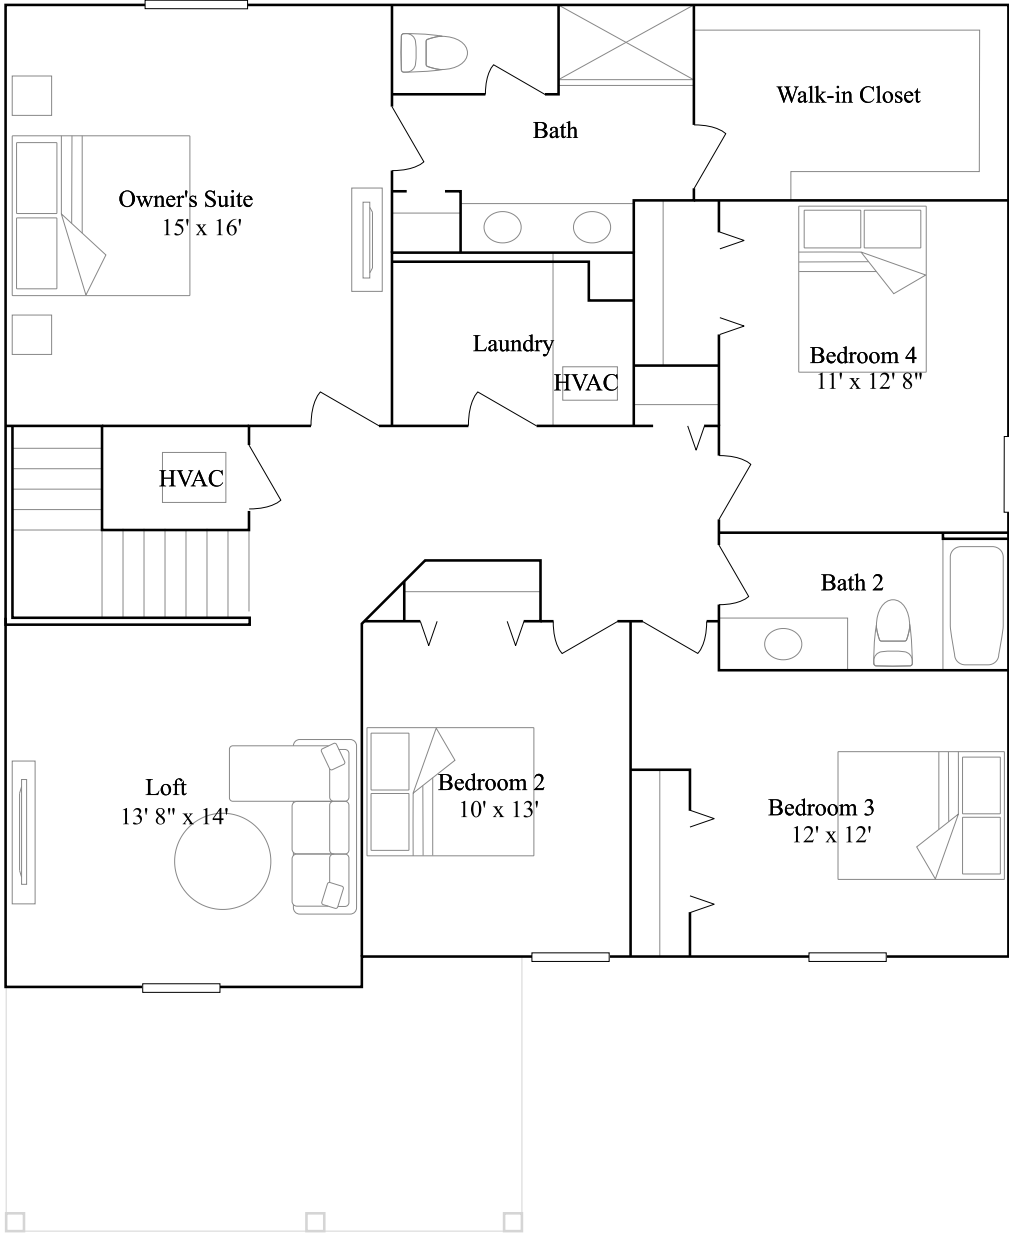 Walk-in Closet
Bath
Owner's Suite
15' x 16'
Laundry
Bedroom 4
11' x 12' 8"
HVAC
HVAC
Bath 2
Loft
13' 8" x 14'
Bedroom 2
10' x 13'
Bedroom 3
12' x 12'